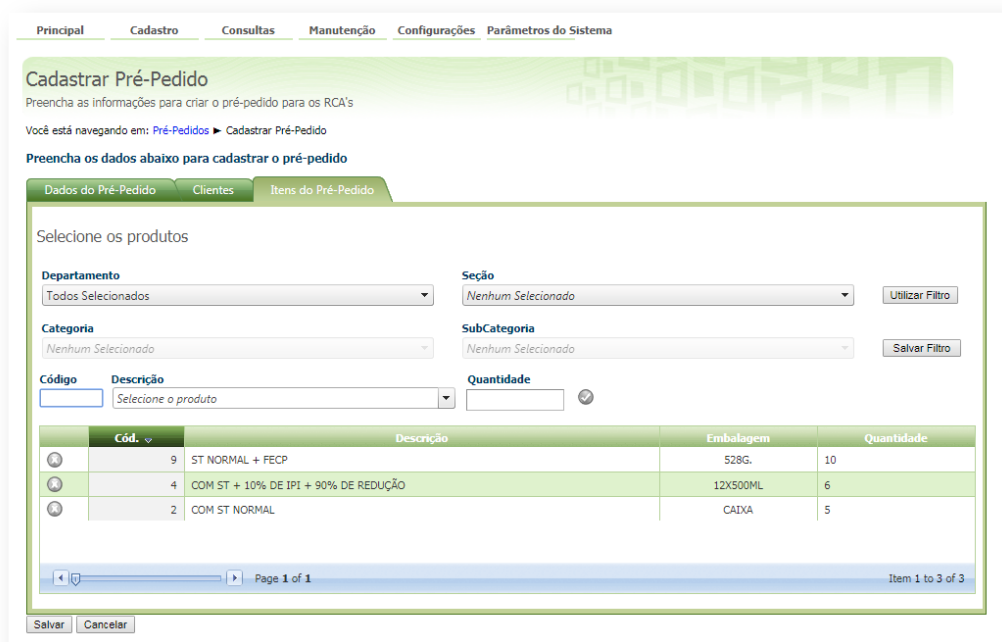 Principal Cadastro Consultas Manutenção Configurações Parâmetros do Sistema
Cadastrar Pré-Pedido
Preencha as informações para criar o pré-pedido para os RCA's
Você está navegando em: Pré-Pedidos ► Cadastrar Pré-Pedido
Preencha os dados abaixo para cadastrar o pré-pedido
Dados do Pré-Pedido Clientes Itens do Pré-Pedido
Selecione os produtos
Departamento Seção
Todos Selecionados Nenhum Selecionado Utilizar Filtro
Categoria SubCategoria
Nenhum Selecionado Nenhum Selecionado Salvar Filtro
Código Descrição Quantidade
Selecione o produto
Cód. Descrição Embalagem Quantidade
9 ST NORMAL + FECP 528G. 10
4 COM ST + 10% DE IPI + 90% DE REDUÇÃO 12X500ML 6
2 COM ST NORMAL CAIXA 5
Page 1 of 1 Item 1 to 3 of 3
Salvar Cancelar